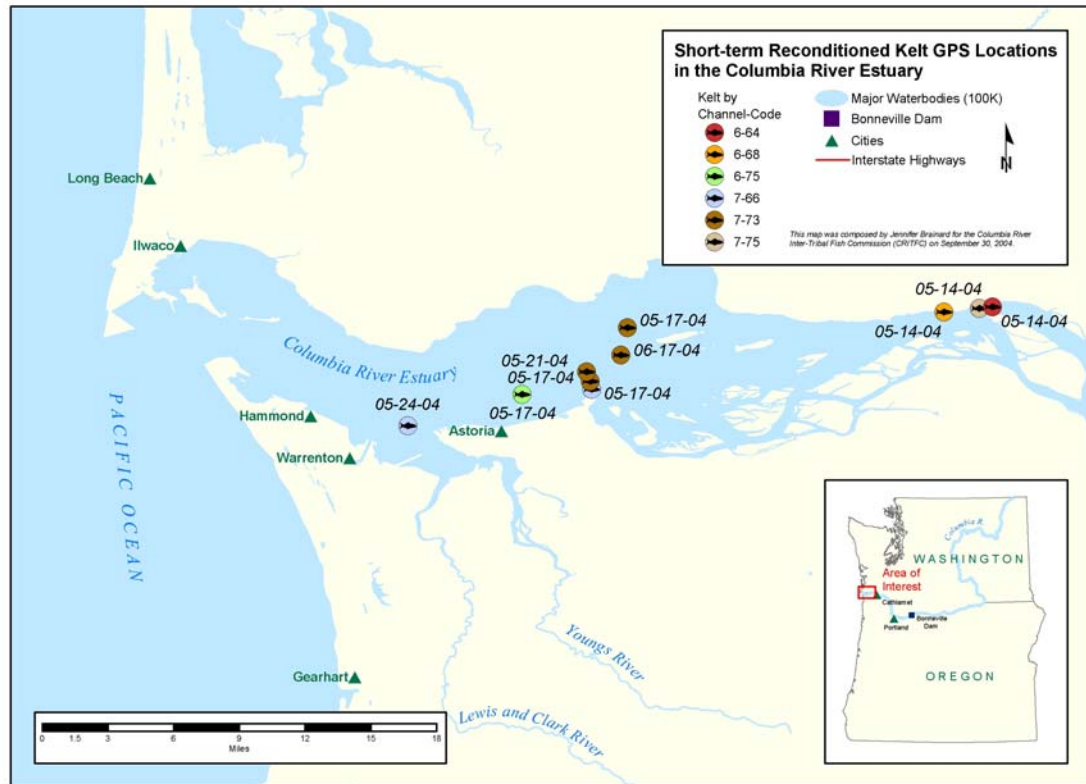 Short-term Reconditioned Kelt GPS Locations
in the Columbia River Estuary
Kelt by
Channel-Code
6-64
6-68
6-75
7-66
7-73
7-75
Major Waterbodies (100K)
Bonneville Dam
Cities
Interstate Highways
N
This map was composed by Jennifer Brainard for the Columbia River
Inter-Tribal Fish Commission (CRITFC) on September 30, 2004.
Long Beach
Ilwaco
05-14-04
05-14-04
05-14-04
05-17-04
06-17-04
Columbia River Estuary
05-21-04
05-17-04
05-17-04
05-24-04
05-17-04
Hammond
Astoria
Warrenton
PACIFIC OCEAN
Youngs River
Gearhart
Lewis and Clark River
0 1.5 3 6 9 12 15 18
Miles
Columbia R.
WASHINGTON
Area of
Interest
Cathlamet
Portland
Bonneville
Dam
OREGON